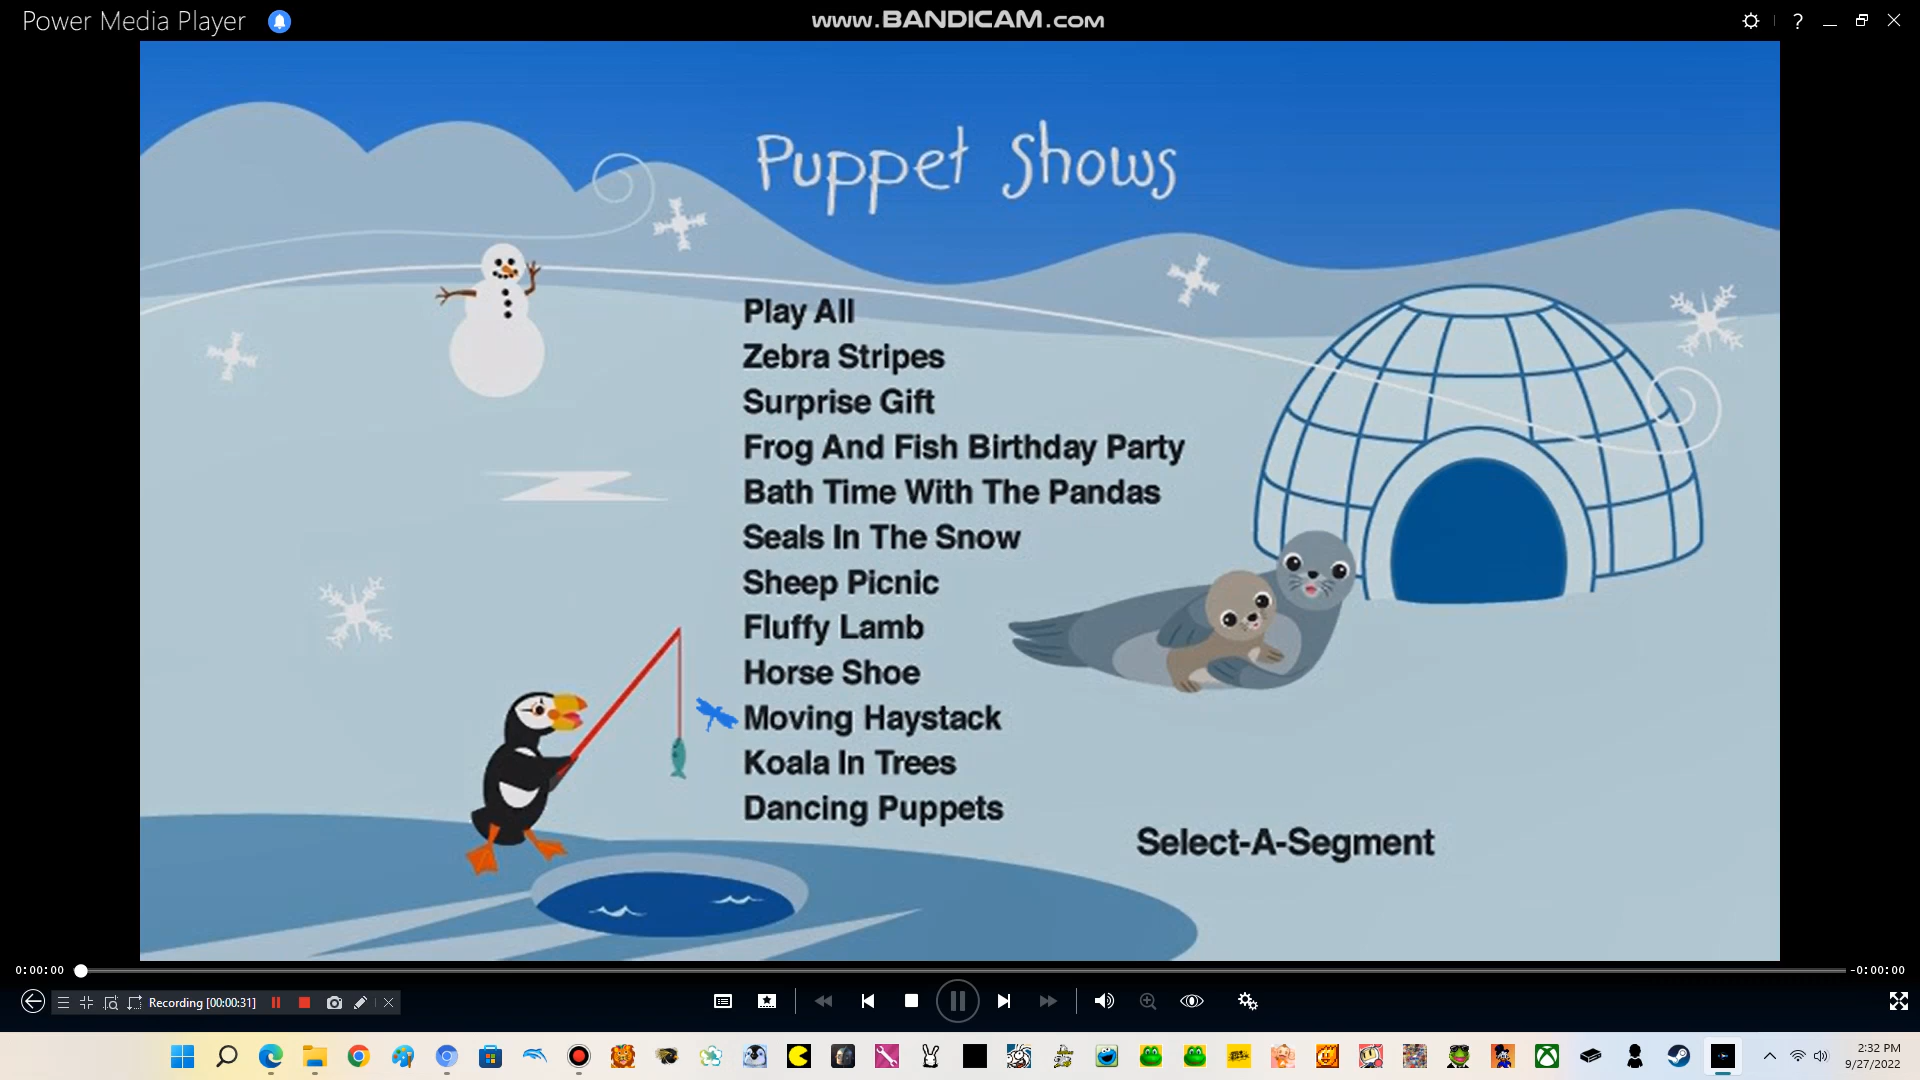 Power Media Player
www.BANDICAM.com
Puppet Shows
Play All
Zebra Stripes
Surprise Gift
Frog And Fish Birthday Party
Bath Time With The Pandas
Seals In The Snow
Sheep Picnic
Fluffy Lamb
Horse Shoe
Moving Haystack
Koala In Trees
Dancing Puppets
Select-A-Segment
0:00:00
-0:00:00
Recording [00:00:31]
2:32 PM
9/27/2022